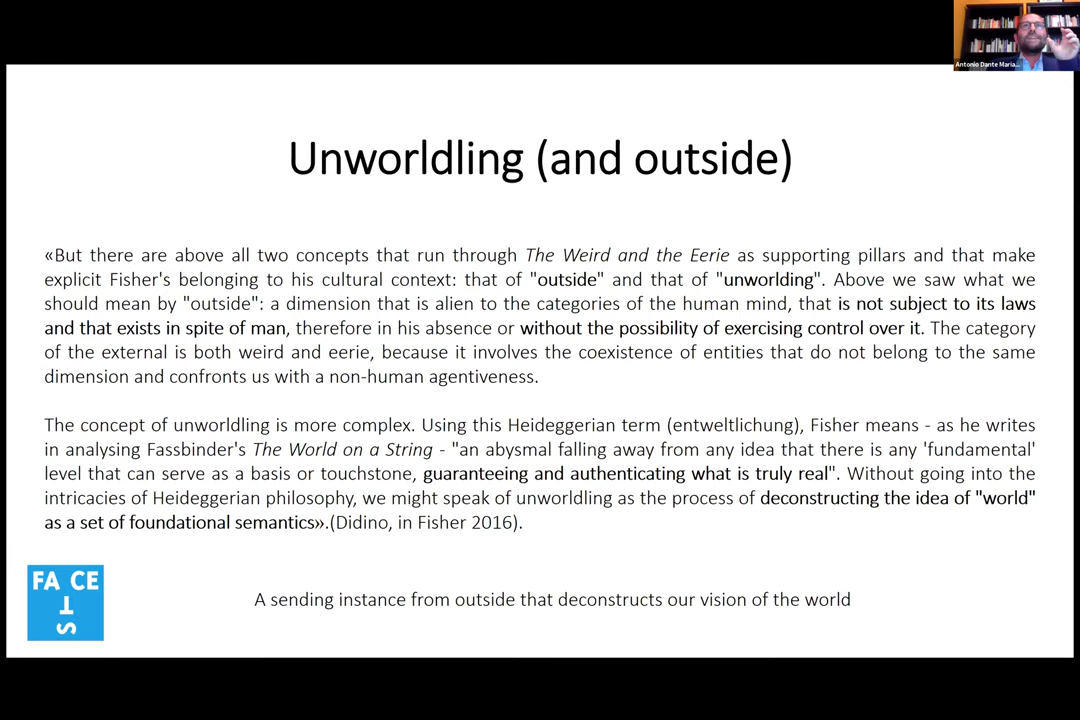 Antonio Dante Maria...
Unworldling (and outside)
«But there are above all two concepts that run through The Weird and the Eerie as supporting pillars and that make
explicit Fisher's belonging to his cultural context: that of "outside" and that of "unworlding". Above we saw what we
should mean by "outside": a dimension that is alien to the categories of the human mind, that is not subject to its laws
and that exists in spite of man, therefore in his absence or without the possibility of exercising control over it. The category
of the external is both weird and eerie, because it involves the coexistence of entities that do not belong to the same
dimension and confronts us with a non-human agentiveness.
The concept of unworldling is more complex. Using this Heideggerian term (entweltlichung), Fisher means - as he writes
in analysing Fassbinder's The World on a String - "an abysmal falling away from any idea that there is any 'fundamental'
level that can serve as a basis or touchstone, guaranteeing and authenticating what is truly real". Without going into the
intricacies of Heideggerian philosophy, we might speak of unworldling as the process of deconstructing the idea of "world"
as a set of foundational semantics».(Didino, in Fisher 2016).
FA CE
T
S
A sending instance from outside that deconstructs our vision of the world